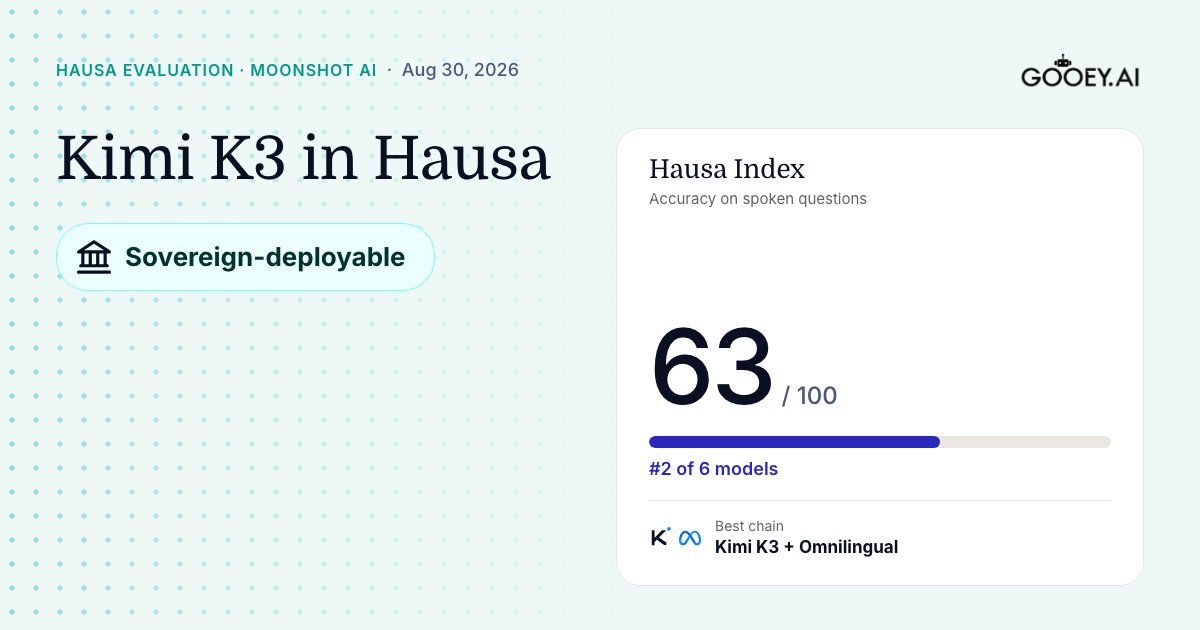 HAUSA EVALUATION · MOONSHOT AI · Aug 30, 2026
GOOEY.AI
Kimi K3 in Hausa
Sovereign-deployable
Hausa Index
Accuracy on spoken questions
63 / 100
#2 of 6 models
Best chain
Kimi K3 + Omnilingual